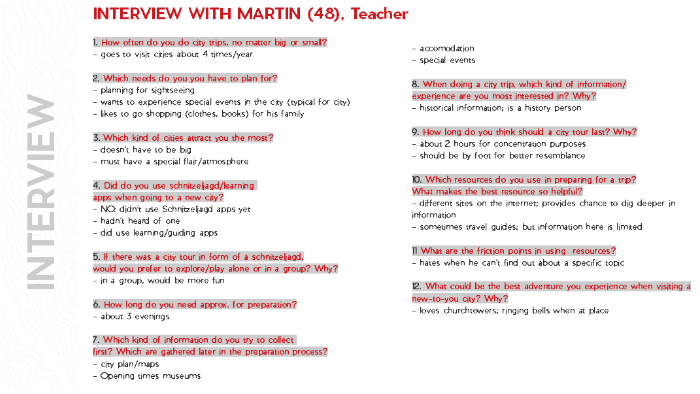 INTERVIEW
INTERVIEW WITH MARTIN (48), Teacher
1. How often do you do city trips, no matter big or small?
- goes to visit cities about 4 times/year
2. Which needs do you you have to plan for?
- planning for sightseeing
- wants to experience special events in the city (typical for city)
- likes to go shopping (clothes, books) for his family
3. Which kind of cities attract you the most?
- doesn't have to be big
- must have a special flair/atmosphere
4. Did do you use schnitzeljagd/learning
apps when going to a new city?
- NO: didn't use Schnitzeljagd apps yet
- hadn't heard of one
- did use learning/guiding apps
5. If there was a city tour in form of a schnitzeljagd,
would you prefer to explore/play alone or in a group? Why?
- in a group, would be more fun
6. How long do you need approx. for preparation?
- about 3 evenings
7. Which kind of information do you try to collect
first? Which are gathered later in the preparation process?
- city plan/maps
- Opening times museums
- accomodation
- special events
8. When doing a city trip, which kind of information/
experience are you most interested in? Why?
- historical information; is a history person
9. How long do you think should a city tour last? Why?
- about 2 hours for concentration purposes
- should be by foot for better resemblance
10. Which resources do you use in preparing for a trip?
What makes the best resource so helpful?
- different sites on the internet; provides chance to dig deeper in
information
- sometimes travel guides; but information here is limited
11 What are the friction points in using resources?
- hates when he can't find out about a specific topic
12. What could be the best adventure you experience when visiting a
new-to-you city? Why?
- loves churchtowers; ringing bells when at place